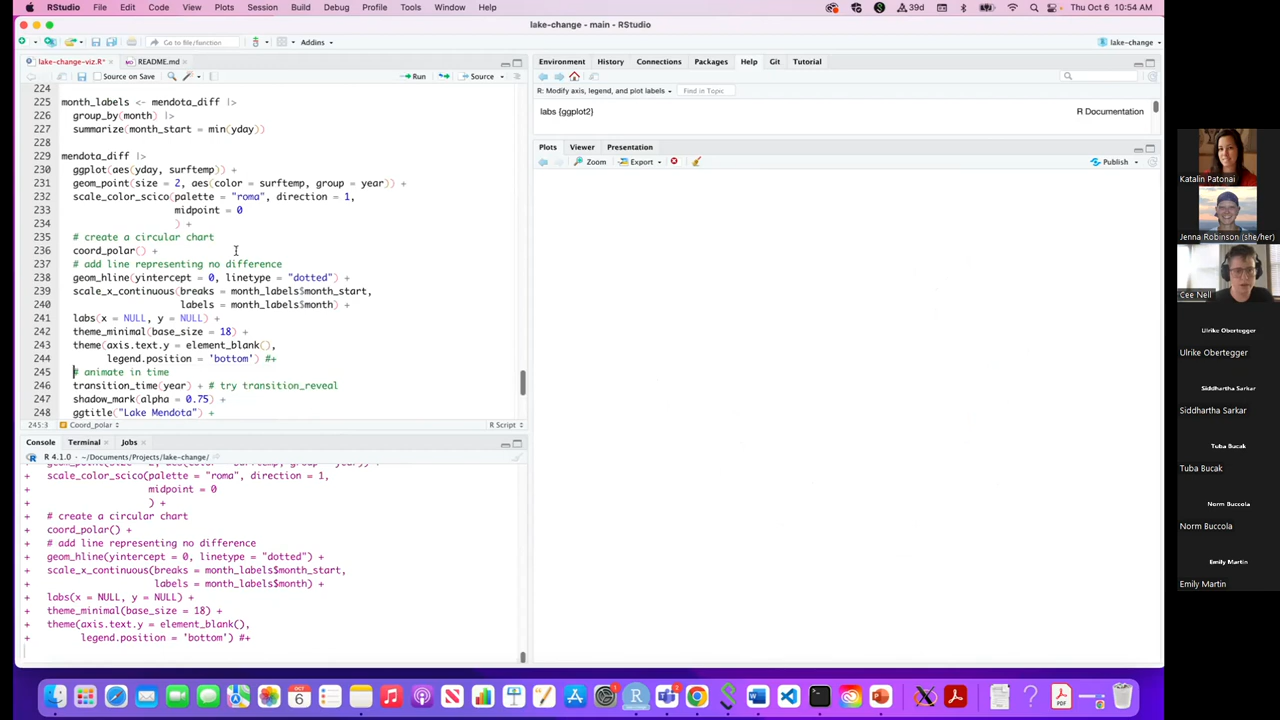 RStudio File Edit Code View Plots Session Build Debug Profile Tools Window Help 39d Thu Oct 6 10:54 AM
lake-change - main - RStudio
Go to file/function Addins lake-change
lake-change-viz.R* README.md
Source on Save Run Source
224
225 month_labels <- mendota_diff |>
226 group_by(month) |>
227 summarize(month_start = min(yday))
228
229 mendota_diff |>
230 ggplot(aes(yday, surftemp)) +
231 geom_point(size = 2, aes(color = surftemp, group = year)) +
232 scale_color_scico(palette = "roma", direction = 1,
233 midpoint = 0
234 ) +
235 # create a circular chart
236 coord_polar() +
237 # add line representing no difference
238 geom_hline(yintercept = 0, linetype = "dotted") +
239 scale_x_continuous(breaks = month_labels$month_start,
240 labels = month_labels$month) +
241 labs(x = NULL, y = NULL) +
242 theme_minimal(base_size = 18) +
243 theme(axis.text.y = element_blank(),
244 legend.position = 'bottom') #+
245 # animate in time
246 transition_time(year) + # try transition_reveal
247 shadow_mark(alpha = 0.75) +
248 ggtitle("Lake Mendota") +
245:3 Coord_polar R Script
Console Terminal Jobs
R 4.1.0 · ~/Documents/Projects/lake-change/
+ scale_color_scico(palette = "roma", direction = 1,
+ midpoint = 0
+ ) +
+ # create a circular chart
+ coord_polar() +
+ # add line representing no difference
+ geom_hline(yintercept = 0, linetype = "dotted") +
+ scale_x_continuous(breaks = month_labels$month_start,
+ labels = month_labels$month) +
+ labs(x = NULL, y = NULL) +
+ theme_minimal(base_size = 18) +
+ theme(axis.text.y = element_blank(),
+ legend.position = 'bottom') #+
Environment History Connections Packages Help Git Tutorial
R: Modify axis, legend, and plot labels Find in Topic
labs {ggplot2} R Documentation
Plots Viewer Presentation
Zoom Export Publish
Katalin Patonai
Jenna Robinson (she/her)
Cee Nell
Ulrike Obertegger
Ulrike Obertegger
Siddhartha Sarkar
Siddhartha Sarkar
Tuba Bucak
Tuba Bucak
Norm Buccola
Norm Buccola
Emily Martin
Emily Martin